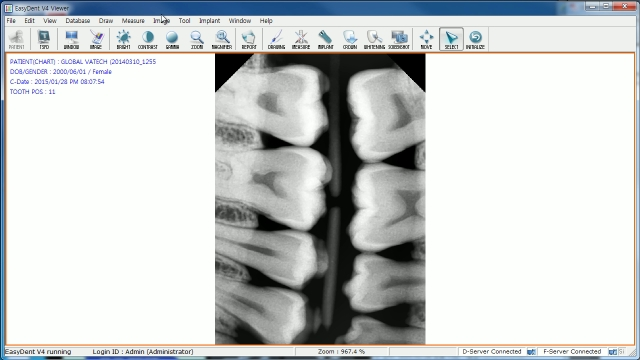 EasyDent V4 Viewer
File Edit View Database Draw Measure Image Tool Implant Window Help
PATIENT TSPD WINDOW IMAGE BRIGHT CONTRAST GAMMA ZOOM MAGNIFIER REPORT DRAWING MEASURE IMPLANT CROWN WHITENING SCREENSHOT MOVE SELECT INITIALIZE
PATIENT(CHART) : GLOBAL VATECH (20140310_1255
DOB/GENDER : 2000/06/01 / Female
C-Date : 2015/01/28 PM 08:07:54
TOOTH POS : 11
EasyDent V4 running Login ID : Admin (Administrator) Zoom : 967.4 % D-Server Connected F-Server Connected